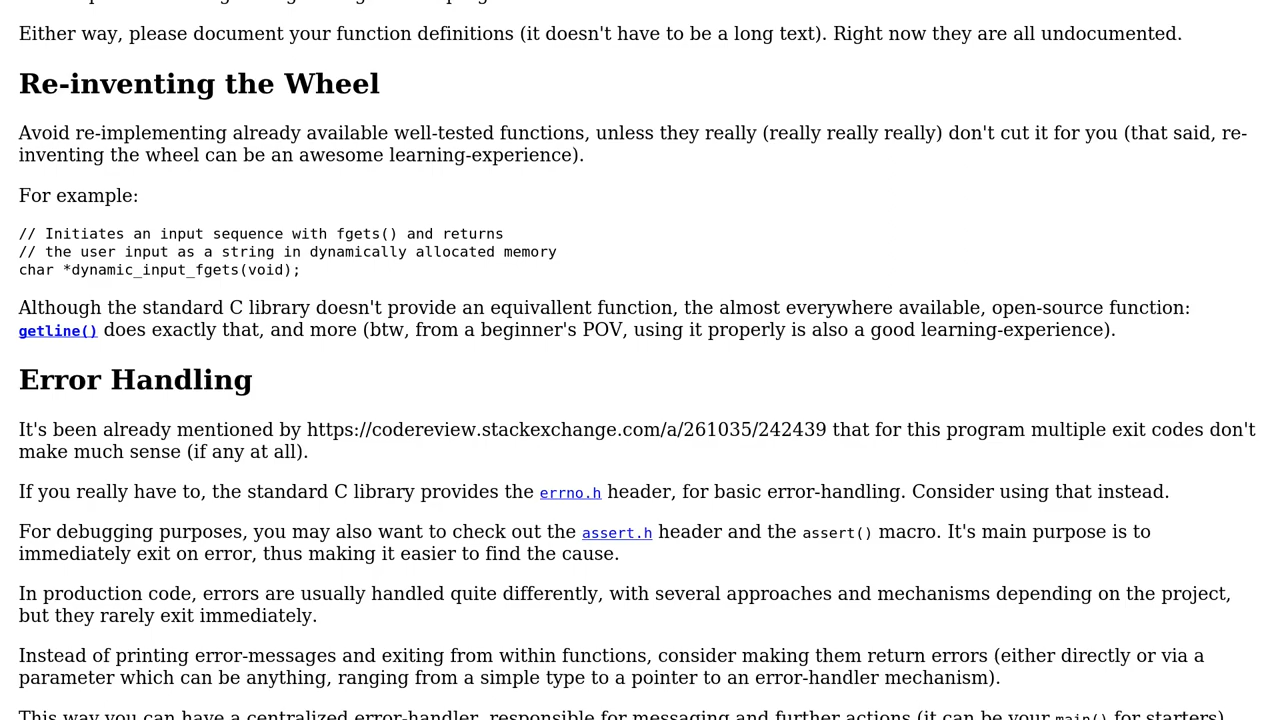 Either way, please document your function definitions (it doesn't have to be a long text). Right now they are all undocumented.
Re-inventing the Wheel
Avoid re-implementing already available well-tested functions, unless they really (really really really) don't cut it for you (that said, re-
inventing the wheel can be an awesome learning-experience).
For example:
// Initiates an input sequence with fgets() and returns
// the user input as a string in dynamically allocated memory
char *dynamic_input_fgets(void);
Although the standard C library doesn't provide an equivallent function, the almost everywhere available, open-source function:
getline() does exactly that, and more (btw, from a beginner's POV, using it properly is also a good learning-experience).
Error Handling
It's been already mentioned by https://codereview.stackexchange.com/a/261035/242439 that for this program multiple exit codes don't
make much sense (if any at all).
If you really have to, the standard C library provides the errno.h header, for basic error-handling. Consider using that instead.
For debugging purposes, you may also want to check out the assert.h header and the assert() macro. It's main purpose is to
immediately exit on error, thus making it easier to find the cause.
In production code, errors are usually handled quite differently, with several approaches and mechanisms depending on the project,
but they rarely exit immediately.
Instead of printing error-messages and exiting from within functions, consider making them return errors (either directly or via a
parameter which can be anything, ranging from a simple type to a pointer to an error-handler mechanism).
This way you can have a centralized error-handler, responsible for messaging and further actions (it can be your main() for starters).